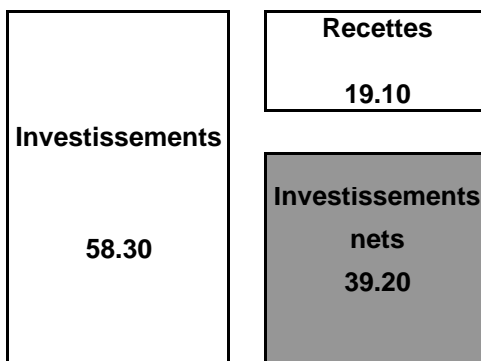 Investissements
58.30
Recettes
19.10
Investissements
nets
39.20